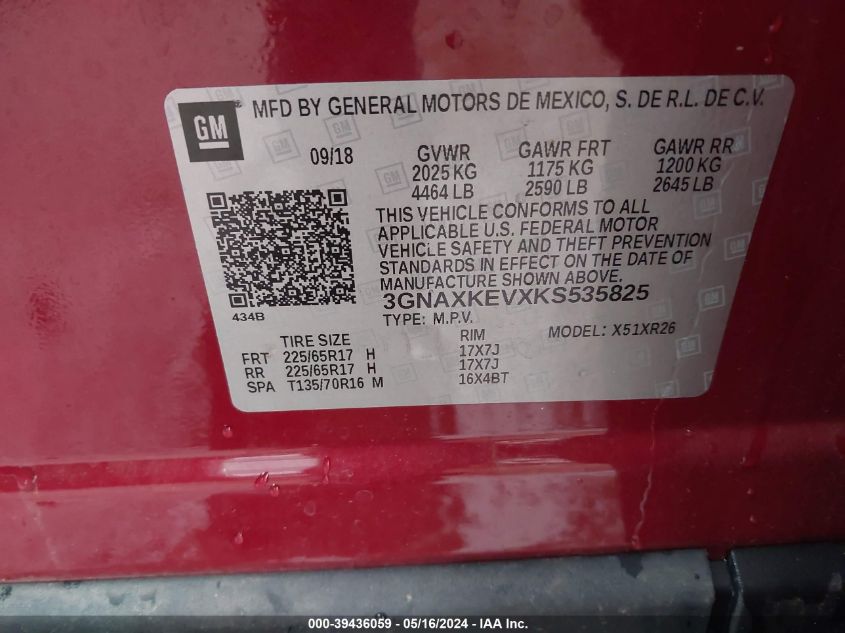 GM
MFD BY GENERAL MOTORS DE MEXICO, S. DE R.L. DE C.V.
09/18 GVWR GAWR FRT GAWR RR
2025 KG 1175 KG 1200 KG
4464 LB 2590 LB 2645 LB
THIS VEHICLE CONFORMS TO ALL
APPLICABLE U.S. FEDERAL MOTOR
VEHICLE SAFETY AND THEFT PREVENTION
STANDARDS IN EFFECT ON THE DATE OF
MANUFACTURE SHOWN ABOVE.
3GNAXKEVXKS535825
434B
TYPE: M.P.V. MODEL: X51XR26
TIRE SIZE RIM
FRT 225/65R17 H 17X7J
RR 225/65R17 H 17X7J
SPA T135/70R16 M 16X4BT
000-39436059 - 05/16/2024 - IAA Inc.